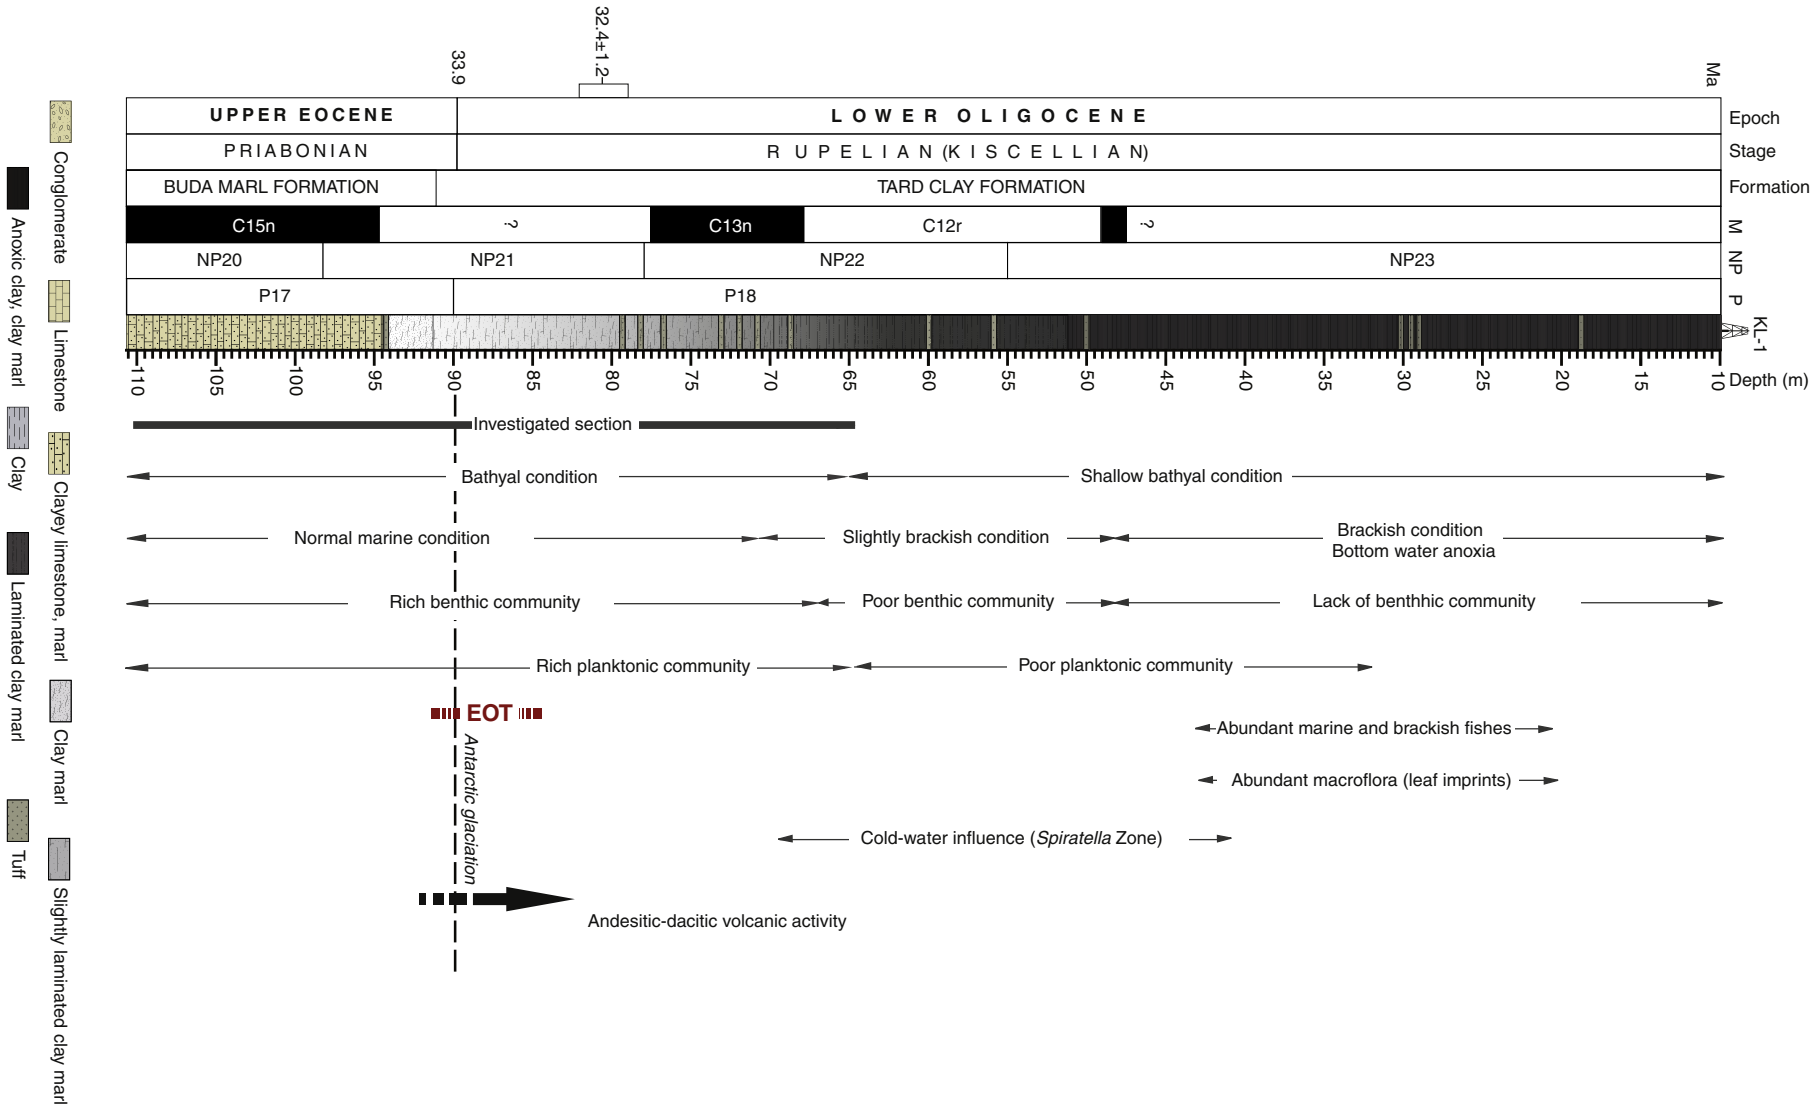 32.4±1.2
33.9
Ma
UPPER EOCENE
LOWER OLIGOCENE
Epoch
PRIABONIAN
RUPELIAN (KISCELLIAN)
Stage
BUDA MARL FORMATION
TARD CLAY FORMATION
Formation
C15n
?
C13n
C12r
?
M
NP20
NP21
NP22
NP23
NP
P17
P18
P
KL-1
110
105
100
95
90
85
80
75
70
65
60
55
50
45
40
35
30
25
20
15
10
Depth (m)
Investigated section
Bathyal condition
Shallow bathyal condition
Normal marine condition
Slightly brackish condition
Brackish condition
Bottom water anoxia
Rich benthic community
Poor benthic community
Lack of benthhic community
Rich planktonic community
Poor planktonic community
EOT
Antarctic glaciation
Abundant marine and brackish fishes
Abundant macroflora (leaf imprints)
Cold-water influence (Spiratella Zone)
Andesitic-dacitic volcanic activity
Conglomerate
Limestone
Clayey limestone, marl
Clay marl
Slightly laminated clay marl
Anoxic clay, clay marl
Clay
Laminated clay marl
Tuff